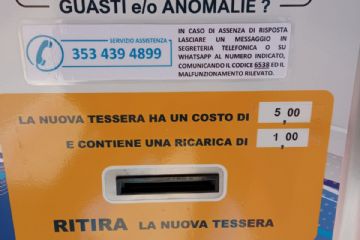 GUASTI e/o ANOMALIE ?
SERVIZIO ASSISTENZA
353 439 4899
IN CASO DI ASSENZA DI RISPOSTA
LASCIARE UN MESSAGGIO IN
SEGRETERIA TELEFONICA O SU
WHATSAPP AL NUMERO INDICATO,
COMUNICANDO IL CODICE 6538 ED IL
MALFUNZIONAMENTO RILEVATO.
LA NUOVA TESSERA HA UN COSTO DI 5,00
E CONTIENE UNA RICARICA DI 1,00
RITIRA LA NUOVA TESSERA